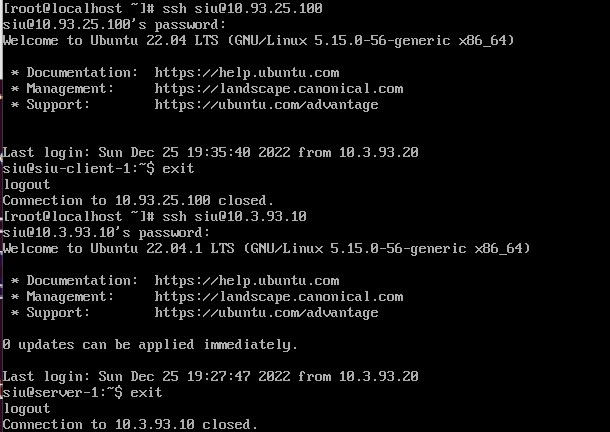 [root@localhost ~]# ssh siu@10.93.25.100
siu@10.93.25.100's password:
Welcome to Ubuntu 22.04 LTS (GNU/Linux 5.15.0-56-generic x86_64)
* Documentation:  https://help.ubuntu.com
* Management:     https://landscape.canonical.com
* Support:        https://ubuntu.com/advantage
Last login: Sun Dec 25 19:35:40 2022 from 10.3.93.20
siu@siu-client-1:~$ exit
logout
Connection to 10.93.25.100 closed.
[root@localhost ~]# ssh siu@10.3.93.10
siu@10.3.93.10's password:
Welcome to Ubuntu 22.04.1 LTS (GNU/Linux 5.15.0-56-generic x86_64)
* Documentation:  https://help.ubuntu.com
* Management:     https://landscape.canonical.com
* Support:        https://ubuntu.com/advantage
0 updates can be applied immediately.
Last login: Sun Dec 25 19:27:47 2022 from 10.3.93.20
siu@server-1:~$ exit
logout
Connection to 10.3.93.10 closed.